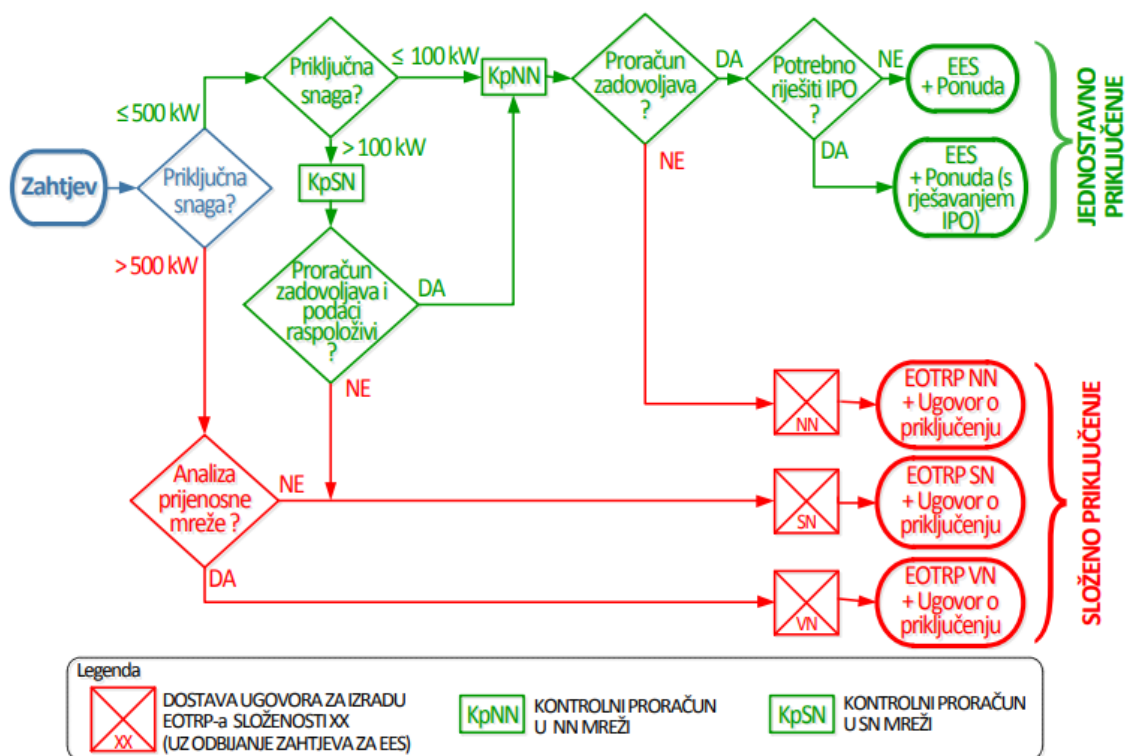 Zahtjev
Priključna
snaga?
≤ 500 kW
> 500 kW
Priključna
snaga?
≤ 100 kW
> 100 kW
KpSN
KpNN
Proračun
zadovoljava i
podaci
raspoloživi
?
DA
NE
Proračun
zadovoljava
?
DA
NE
Potrebno
riješiti IPO
?
NE
DA
EES
+ Ponuda
EES
+ Ponuda (s
rješavanjem
IPO)
JEDNOSTAVNO
PRIKLJUČENJE
Analiza
prijenosne
mreže ?
NE
DA
NN
EOTRP NN
+ Ugovor o
priključenju
SN
EOTRP SN
+ Ugovor o
priključenju
VN
EOTRP VN
+ Ugovor o
priključenju
SLOŽENO PRIKLJUČENJE
Legenda
XX
DOSTAVA UGOVORA ZA IZRADU
EOTRP-a SLOŽENOSTI XX
(UZ ODBIJANJE ZAHTJEVA ZA EES)
KpNN
KONTROLNI PRORAČUN
U NN MREŽI
KpSN
KONTROLNI PRORAČUN
U SN MREŽI